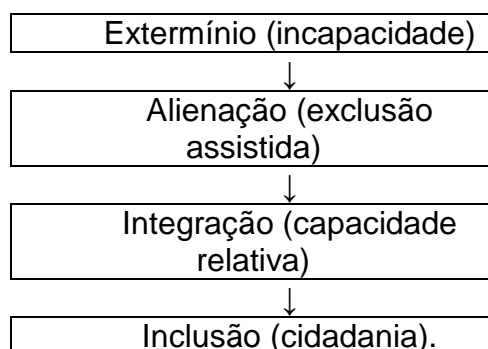 Extermínio (incapacidade)
↓
Alienação (exclusão
assistida)
↓
Integração (capacidade
relativa)
↓
Inclusão (cidadania).